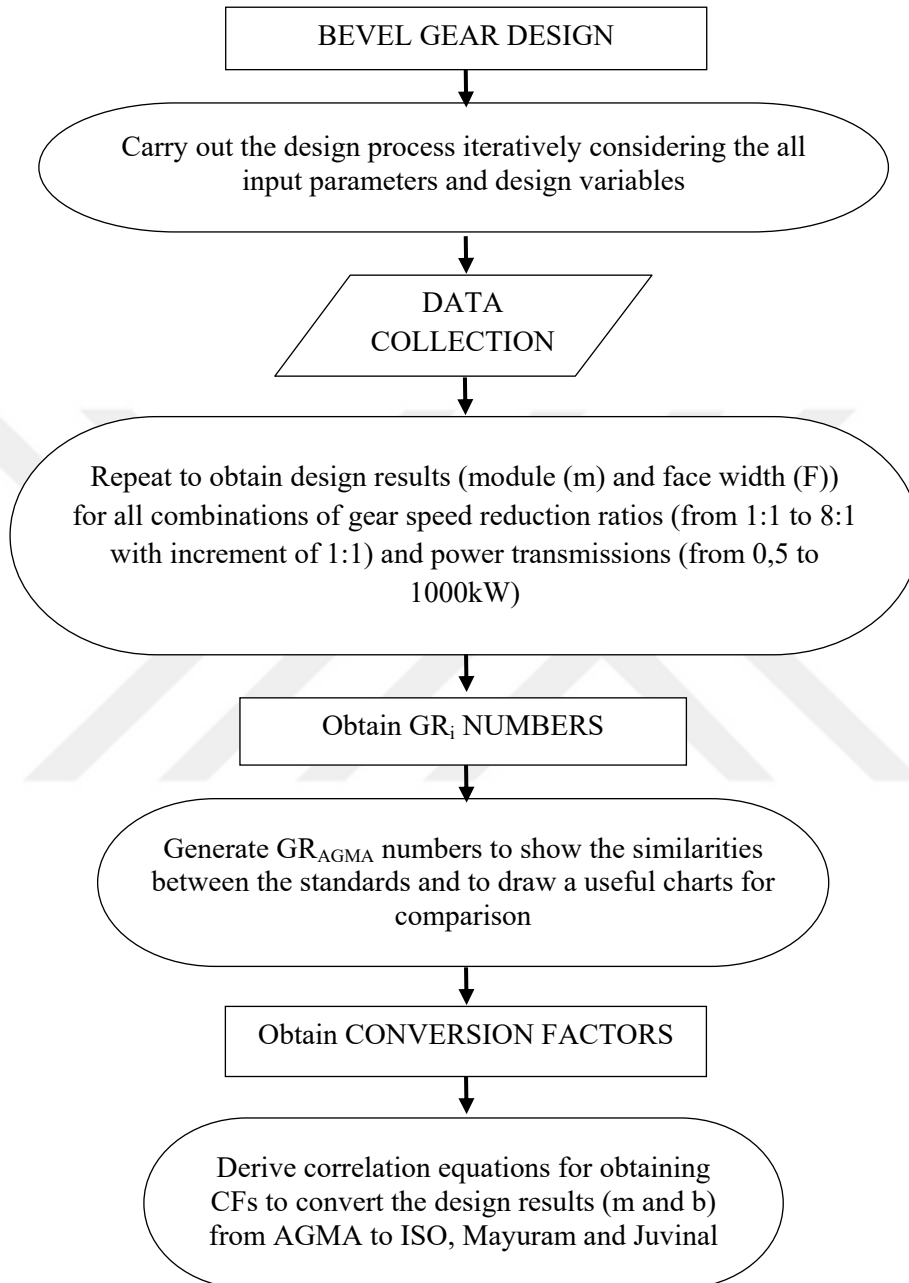 BEVEL GEAR DESIGN
Carry out the design process iteratively considering the all
input parameters and design variables
DATA
COLLECTION
Repeat to obtain design results (module (m) and face width (F))
for all combinations of gear speed reduction ratios (from 1:1 to 8:1
with increment of 1:1) and power transmissions (from 0,5 to
1000kW)
Obtain GRi NUMBERS
Generate GRAGMA numbers to show the similarities
between the standards and to draw a useful charts for
comparison
Obtain CONVERSION FACTORS
Derive correlation equations for obtaining
CFs to convert the design results (m and b)
from AGMA to ISO, Mayuram and Juvinal